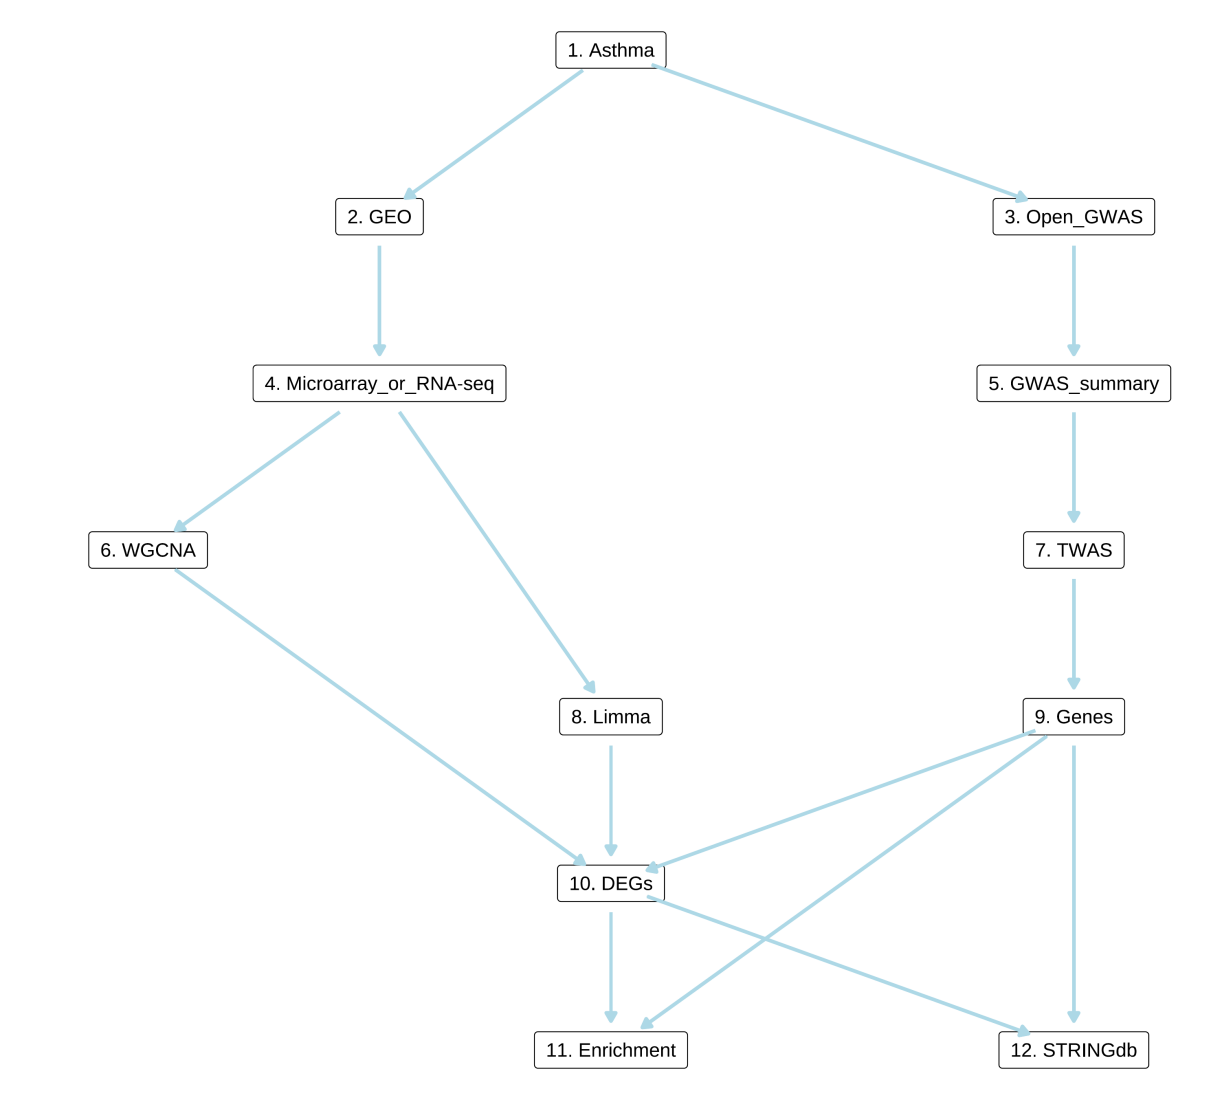 1. Asthma
2. GEO
3. Open_GWAS
4. Microarray_or_RNA-seq
5. GWAS_summary
6. WGCNA
7. TWAS
8. Limma
9. Genes
10. DEGs
11. Enrichment
12. STRINGdb